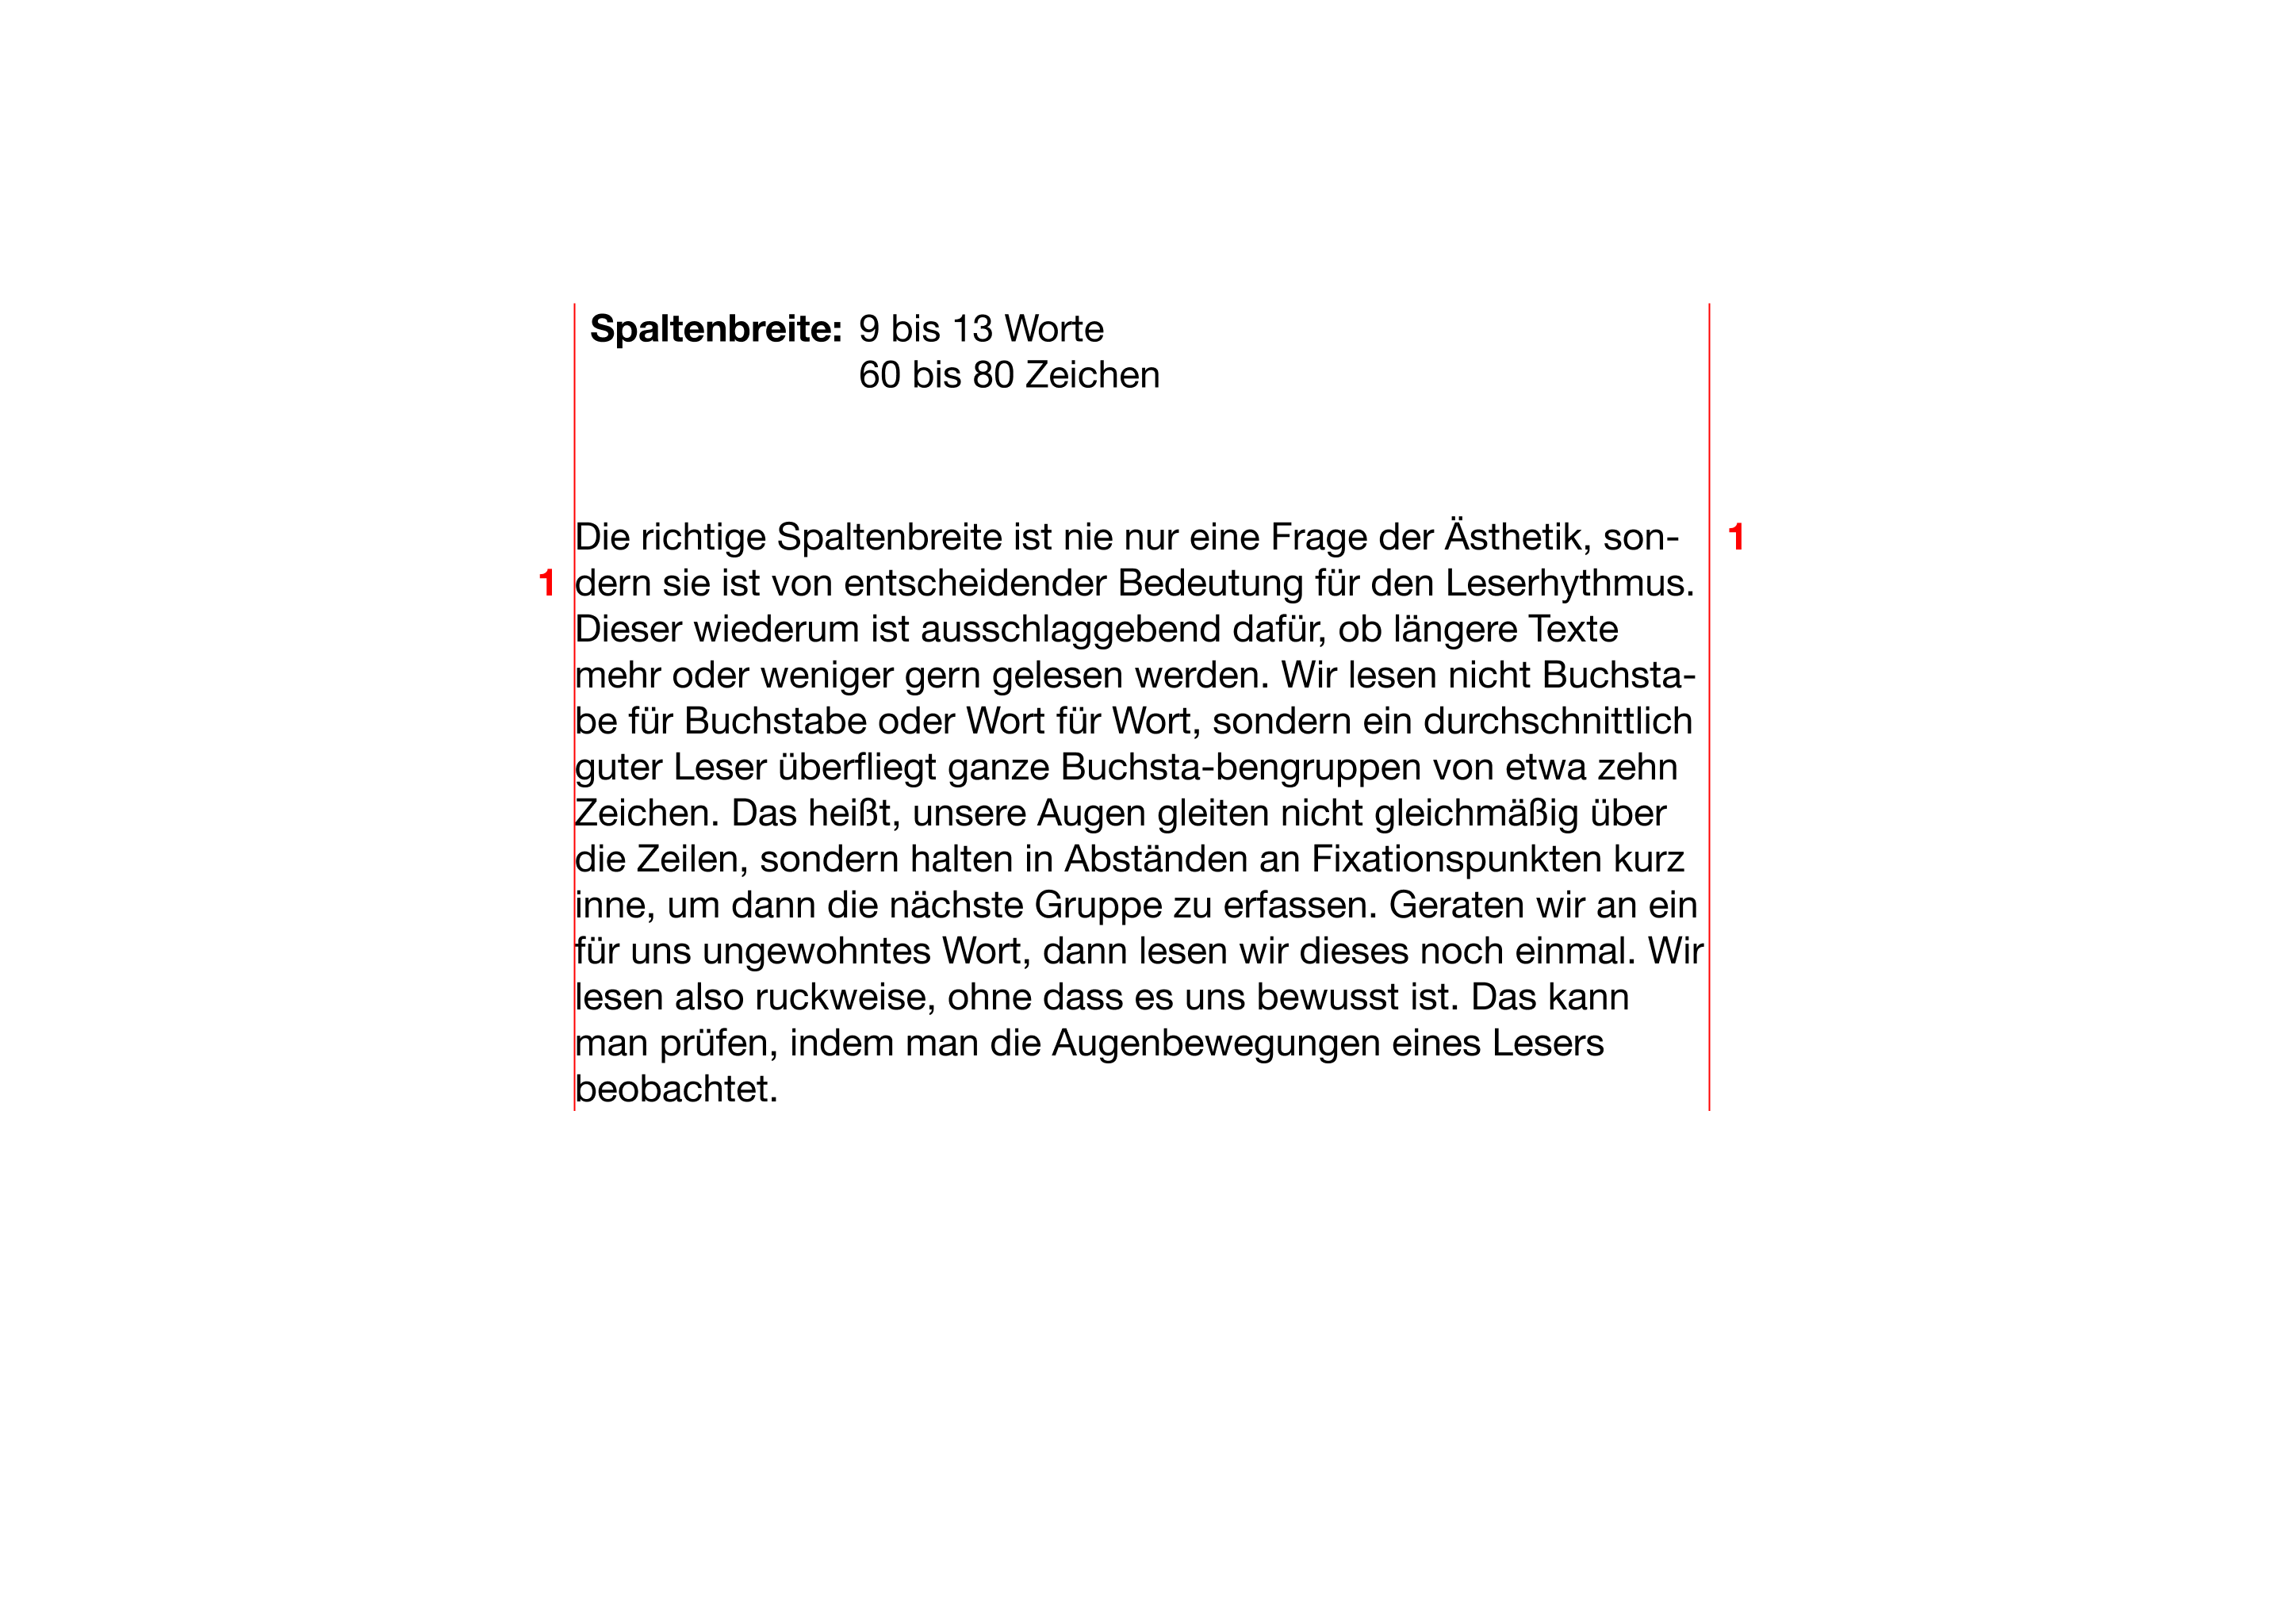 Spaltenbreite: 9 bis 13 Worte
60 bis 80 Zeichen
Die richtige Spaltenbreite ist nie nur eine Frage der Ästhetik, son- 1
1 dern sie ist von entscheidender Bedeutung für den Leserhythmus.
Dieser wiederum ist ausschlaggebend dafür, ob längere Texte
mehr oder weniger gern gelesen werden. Wir lesen nicht Buchsta-
be für Buchstabe oder Wort für Wort, sondern ein durchschnittlich
guter Leser überfliegt ganze Buchsta-bengruppen von etwa zehn
Zeichen. Das heißt, unsere Augen gleiten nicht gleichmäßig über
die Zeilen, sondern halten in Abständen an Fixationspunkten kurz
inne, um dann die nächste Gruppe zu erfassen. Geraten wir an ein
für uns ungewohntes Wort, dann lesen wir dieses noch einmal. Wir
lesen also ruckweise, ohne dass es uns bewusst ist. Das kann
man prüfen, indem man die Augenbewegungen eines Lesers
beobachtet.